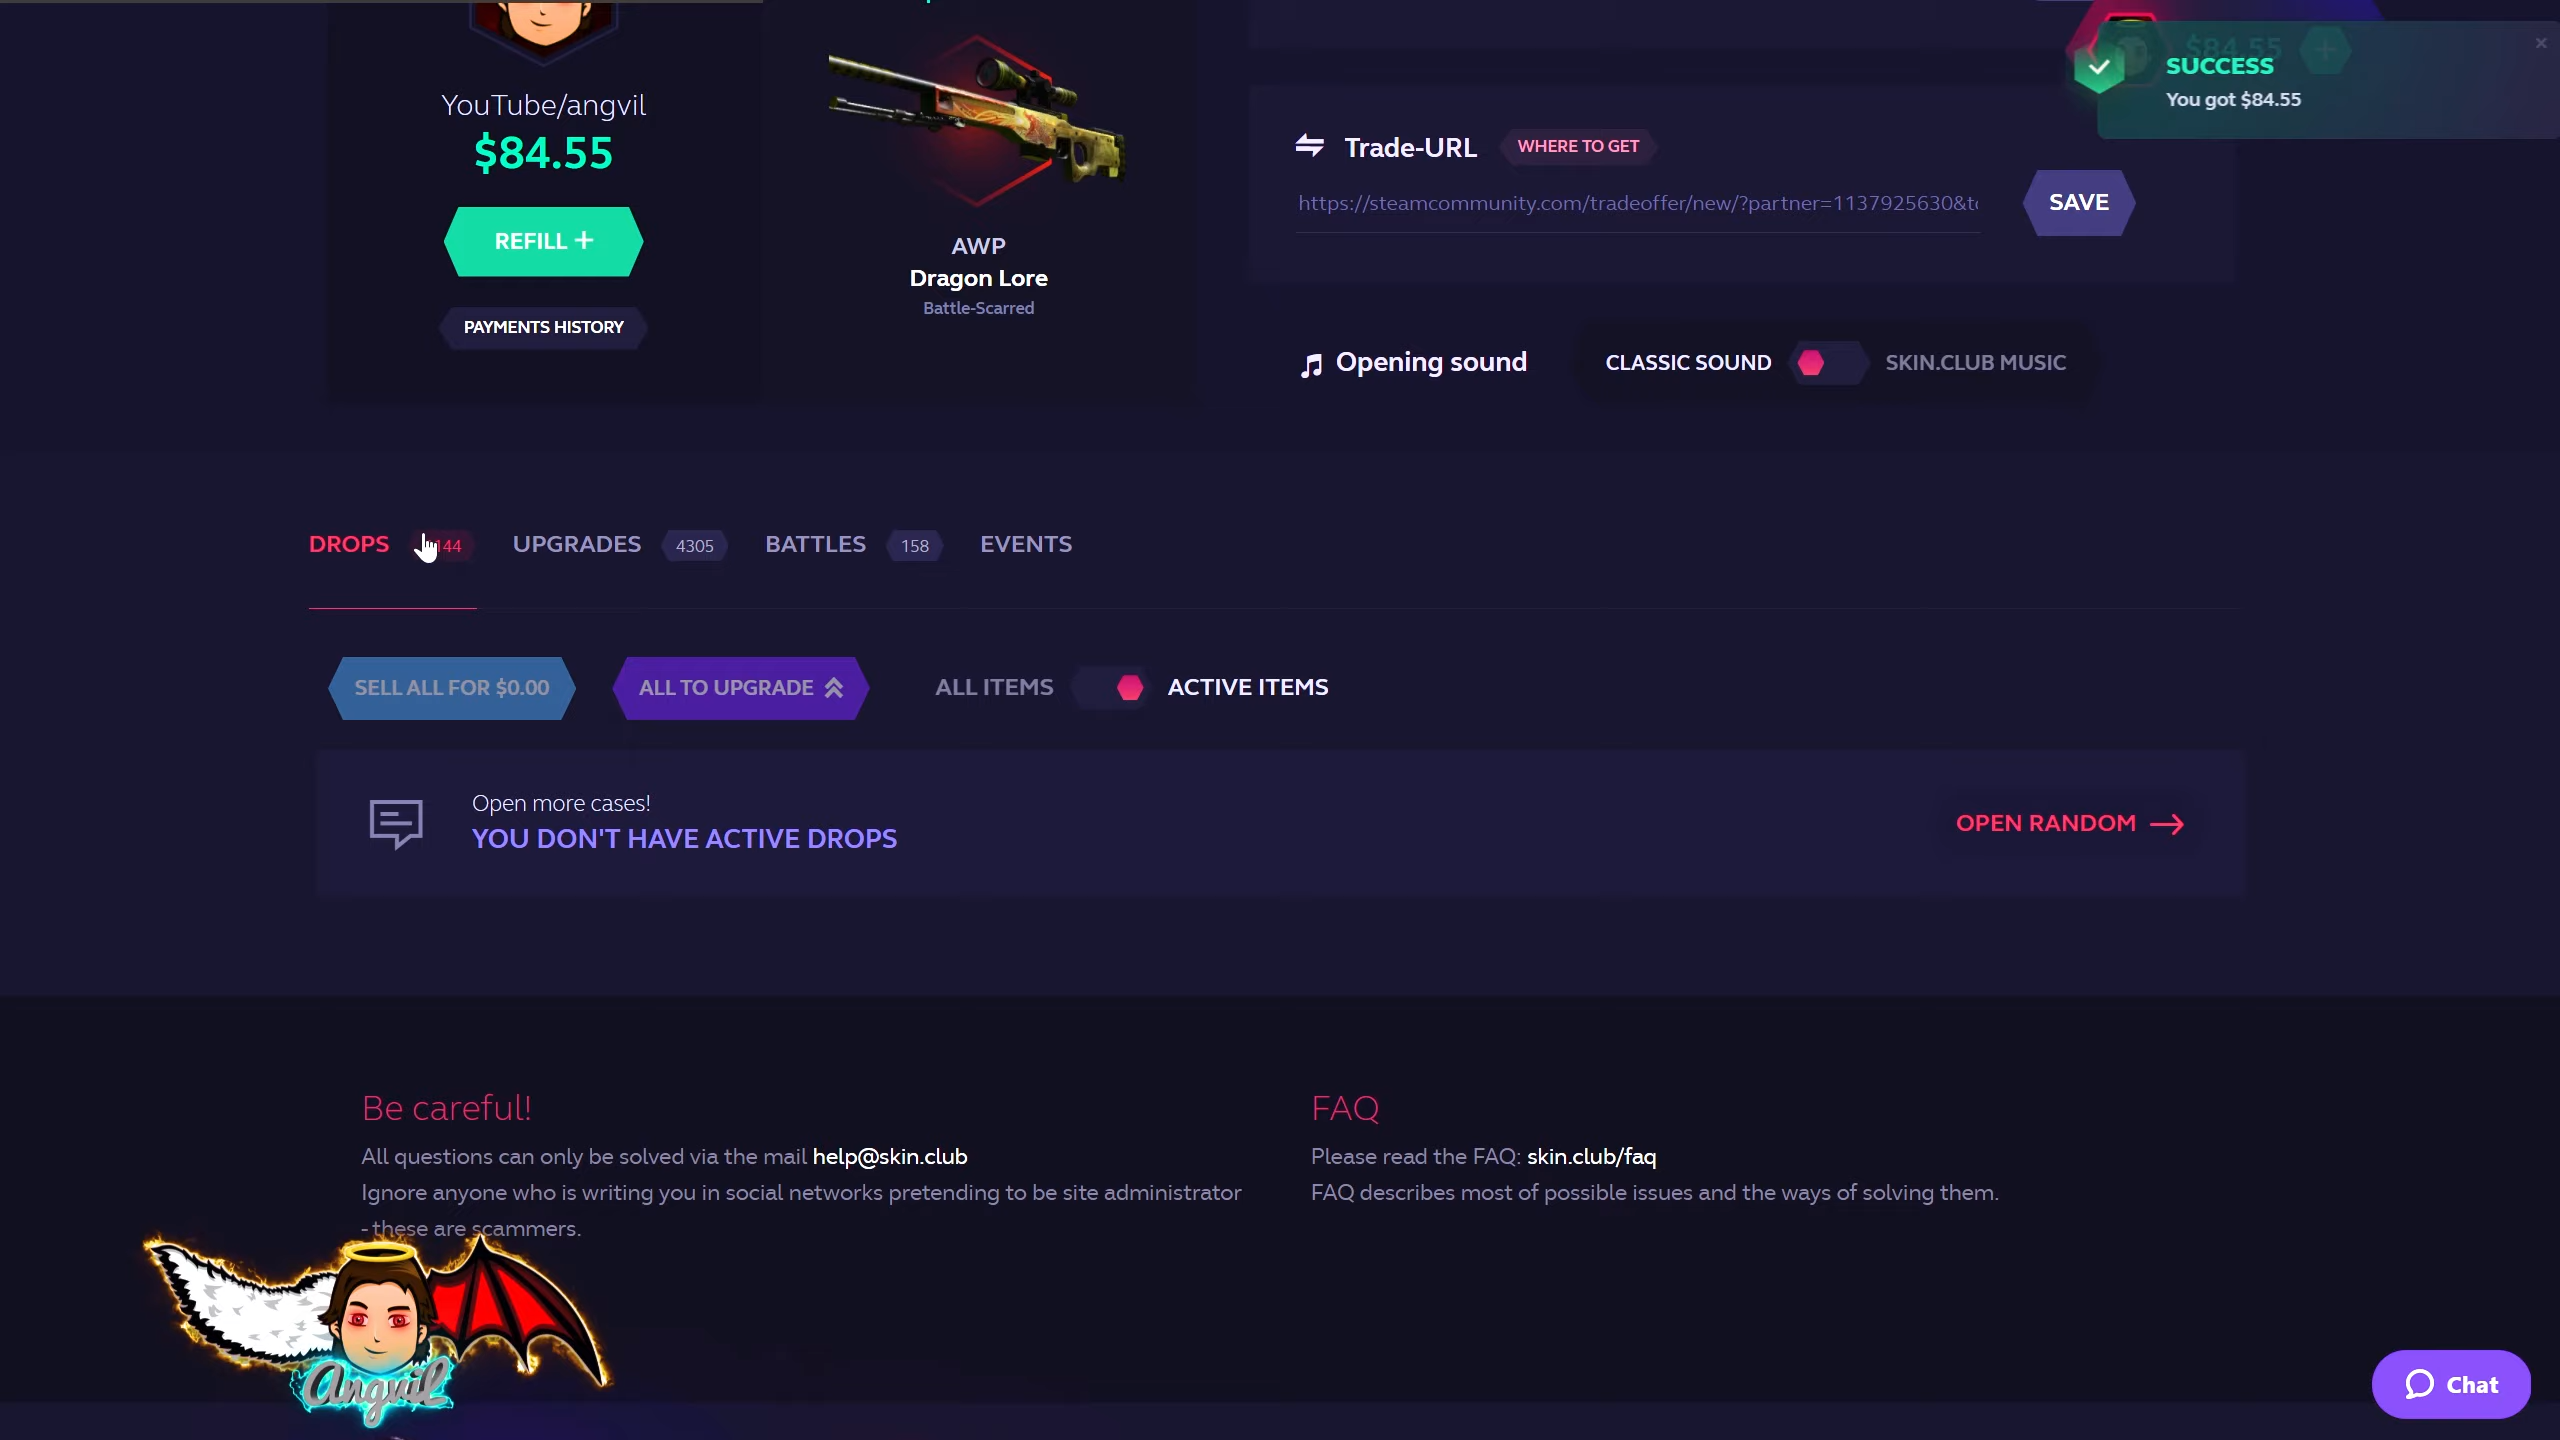 YouTube/angvil
$84.55
REFILL +
PAYMENTS HISTORY
AWP
Dragon Lore
Battle-Scarred
$84.55
SUCCESS
You got $84.55
Trade-URL
WHERE TO GET
https://steamcommunity.com/tradeoffer/new/?partner=1137925630&t
SAVE
Opening sound
CLASSIC SOUND
SKIN.CLUB MUSIC
DROPS
UPGRADES 4305
BATTLES 158
EVENTS
SELL ALL FOR $0.00
ALL TO UPGRADE
ALL ITEMS
ACTIVE ITEMS
Open more cases!
YOU DON'T HAVE ACTIVE DROPS
OPEN RANDOM
Be careful!
All questions can only be solved via the mail help@skin.club
Ignore anyone who is writing you in social networks pretending to be site administrator
- these are scammers.
FAQ
Please read the FAQ: skin.club/faq
FAQ describes most of possible issues and the ways of solving them.
Angvil
Chat